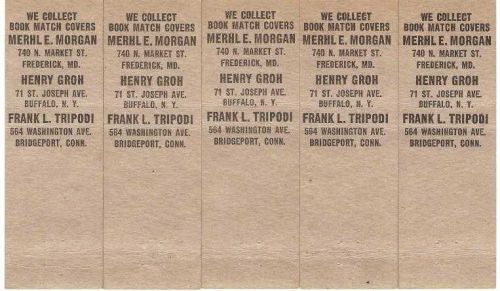 WE COLLECT
BOOK MATCH COVERS
MERHL E. MORGAN
740 N. MARKET ST.
FREDERICK, MD.
HENRY GROH
71 ST. JOSEPH AVE.
BUFFALO, N. Y.
FRANK L. TRIPODI
564 WASHINGTON AVE.
BRIDGEPORT, CONN.
WE COLLECT
BOOK MATCH COVERS
MERHL E. MORGAN
740 N. MARKET ST.
FREDERICK, MD.
HENRY GROH
71 ST. JOSEPH AVE.
BUFFALO, N. Y.
FRANK L. TRIPODI
564 WASHINGTON AVE.
BRIDGEPORT, CONN.
WE COLLECT
BOOK MATCH COVERS
MERHL E. MORGAN
740 N. MARKET ST.
FREDERICK, MD.
HENRY GROH
71 ST. JOSEPH AVE.
BUFFALO, N. Y.
FRANK L. TRIPODI
564 WASHINGTON AVE.
BRIDGEPORT, CONN.
WE COLLECT
BOOK MATCH COVERS
MERHL E. MORGAN
740 N. MARKET ST.
FREDERICK, MD.
HENRY GROH
71 ST. JOSEPH AVE.
BUFFALO, N. Y.
FRANK L. TRIPODI
564 WASHINGTON AVE.
BRIDGEPORT, CONN.
WE COLLECT
BOOK MATCH COVERS
MERHL E. MORGAN
740 N. MARKET ST.
FREDERICK, MD.
HENRY GROH
71 ST. JOSEPH AVE.
BUFFALO, N. Y.
FRANK L. TRIPODI
564 WASHINGTON AVE.
BRIDGEPORT, CONN.